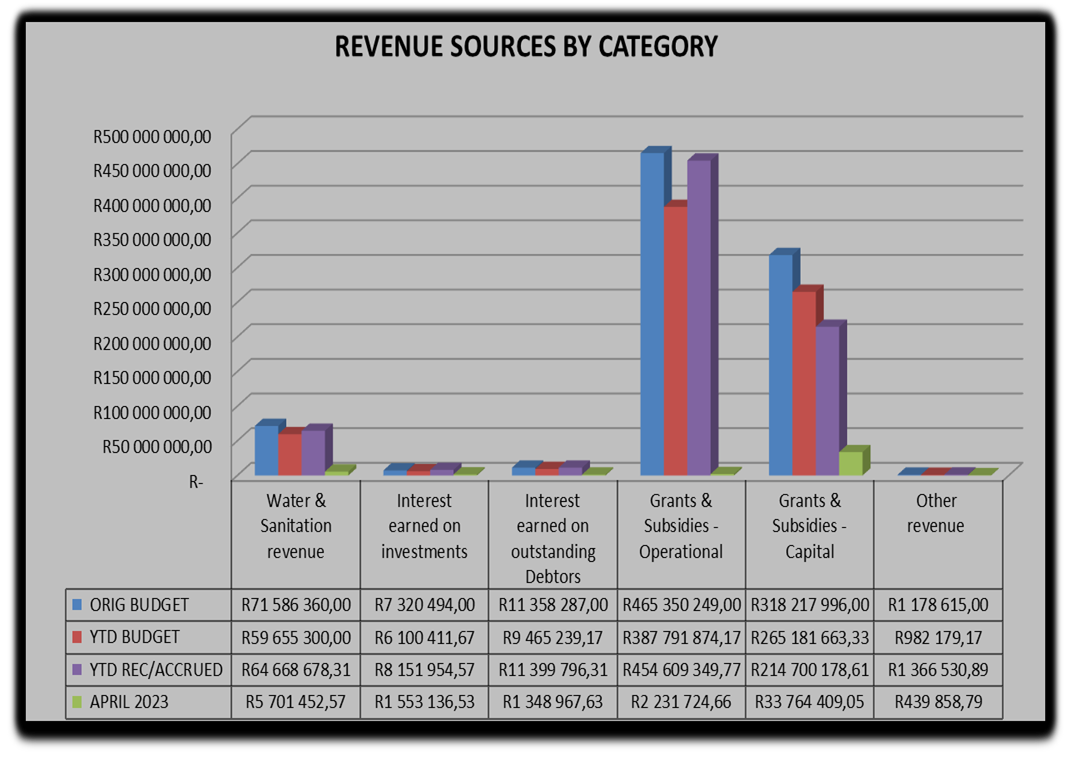 REVENUE SOURCES BY CATEGORY
R500 000 000,00
R450 000 000,00
R400 000 000,00
R350 000 000,00
R300 000 000,00
R250 000 000,00
R200 000 000,00
R150 000 000,00
R100 000 000,00
R50 000 000,00
R-
Water &
Sanitation
revenue
Interest
earned on
investments
Interest
earned on
outstanding
Debtors
Grants &
Subsidies -
Operational
Grants &
Subsidies -
Capital
Other
revenue
ORIG BUDGET R71 586 360,00 R7 320 494,00 R11 358 287,00 R465 350 249,00 R318 217 996,00 R1 178 615,00
YTD BUDGET R59 655 300,00 R6 100 411,67 R9 465 239,17 R387 791 874,17 R265 181 663,33 R982 179,17
YTD REC/ACCRUED R64 668 678,31 R8 151 954,57 R11 399 796,31 R454 609 349,77 R214 700 178,61 R1 366 530,89
APRIL 2023 R5 701 452,57 R1 553 136,53 R1 348 967,63 R2 231 724,66 R33 764 409,05 R439 858,79